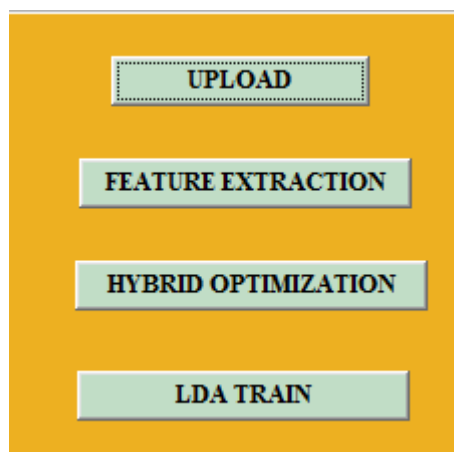 UPLOAD
FEATURE EXTRACTION
HYBRID OPTIMIZATION
LDA TRAIN